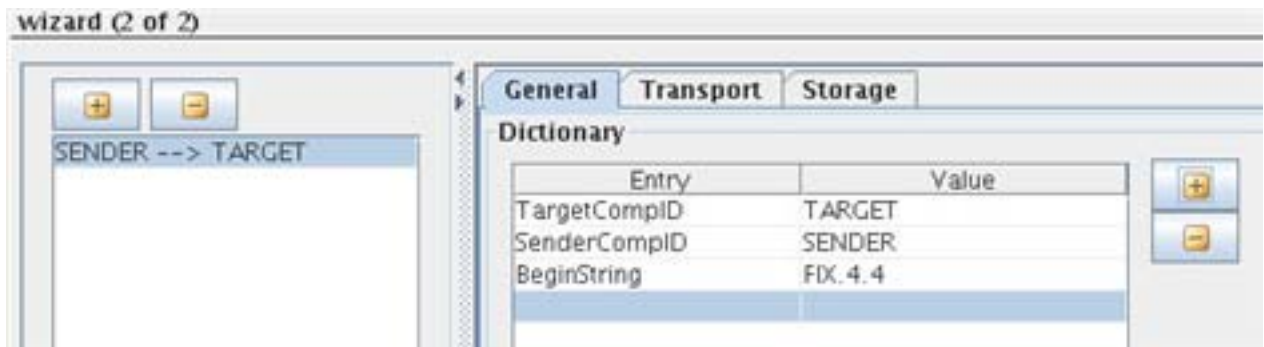 wizard (2 of 2)
SENDER --> TARGET
General Transport Storage
Dictionary
Entry Value
TargetCompID TARGET
SenderCompID SENDER
BeginString FIX.4.4